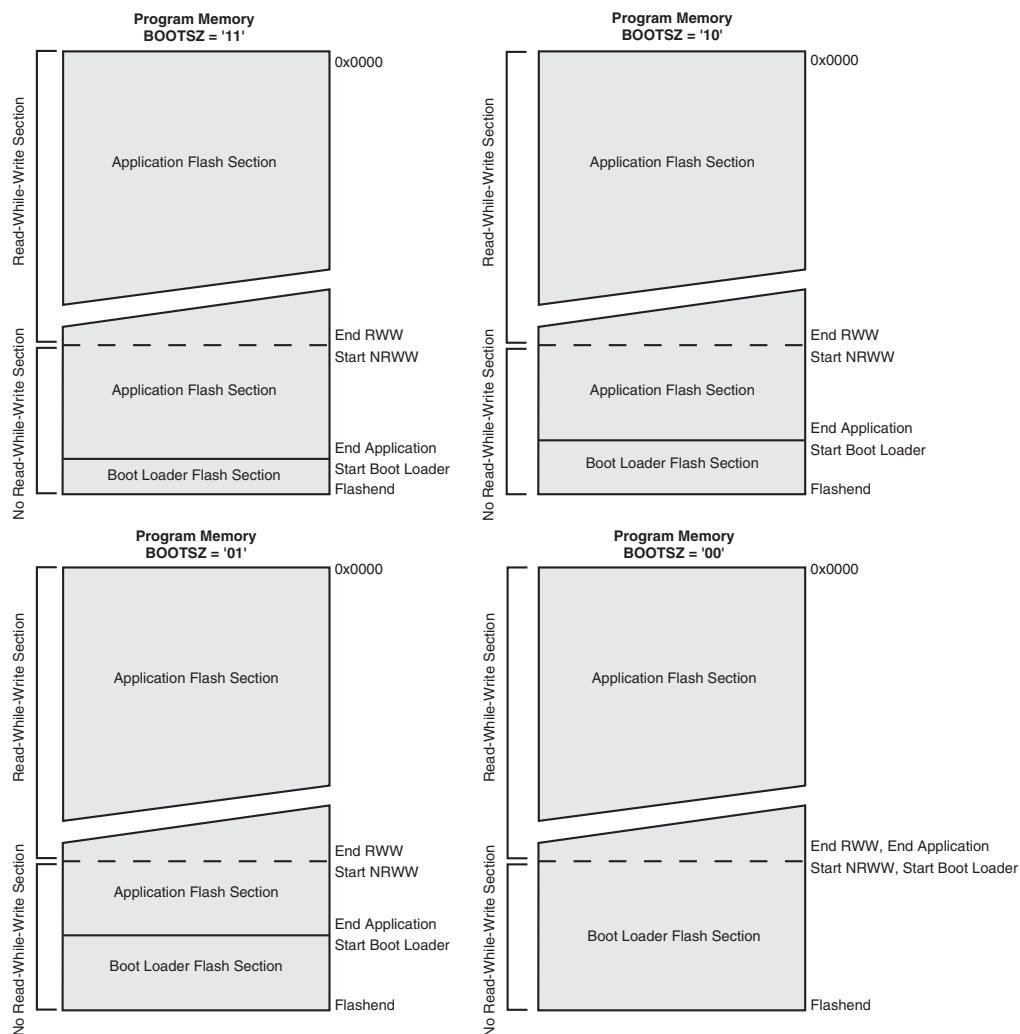 Program Memory
BOOTSZ = '11'
0x0000
Read-While-Write Section
Application Flash Section
End RWW
Start NRWW
No Read-While-Write Section
Application Flash Section
End Application
Start Boot Loader
Boot Loader Flash Section
Flashend
Program Memory
BOOTSZ = '10'
0x0000
Read-While-Write Section
Application Flash Section
End RWW
Start NRWW
No Read-While-Write Section
Application Flash Section
End Application
Start Boot Loader
Boot Loader Flash Section
Flashend
Program Memory
BOOTSZ = '01'
0x0000
Read-While-Write Section
Application Flash Section
End RWW
Start NRWW
No Read-While-Write Section
Application Flash Section
End Application
Start Boot Loader
Boot Loader Flash Section
Flashend
Program Memory
BOOTSZ = '00'
0x0000
Read-While-Write Section
Application Flash Section
End RWW, End Application
Start NRWW, Start Boot Loader
No Read-While-Write Section
Boot Loader Flash Section
Flashend